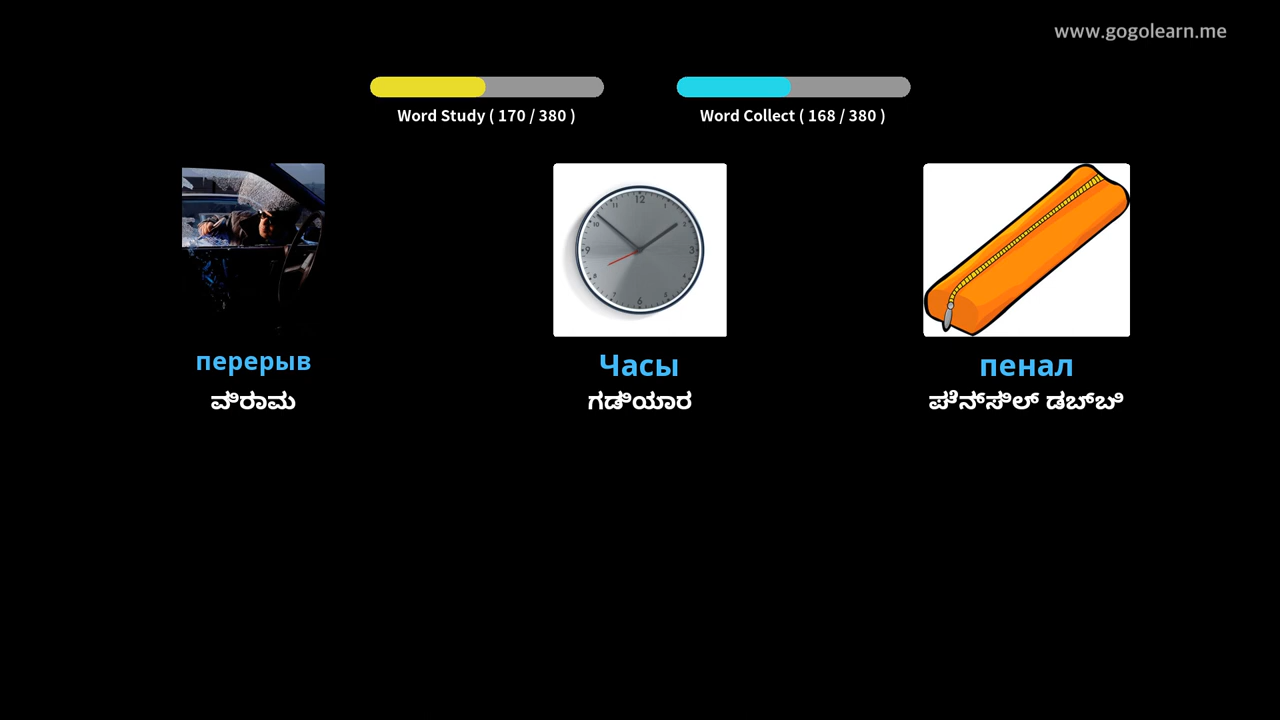 www.gogolearn.me
Word Study ( 170 / 380 )
Word Collect ( 168 / 380 )
перерыв
Часы
пенал
ವಿರಾಮ
ಗಡಿಯಾರ
ಪೆನ್ಸಿಲ್ ಡಬ್ಬಿ